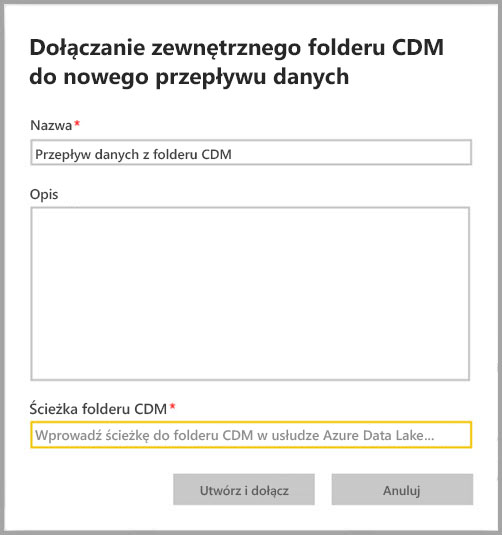 Dołączanie zewnętrznego folderu CDM
do nowego przepływu danych
Nazwa*
Przepływ danych z folderu CDM
Opis
Ścieżka folderu CDM*
Wprowadź ścieżkę do folderu CDM w usłudze Azure Data Lake...
Utwórz i dołącz
Anuluj